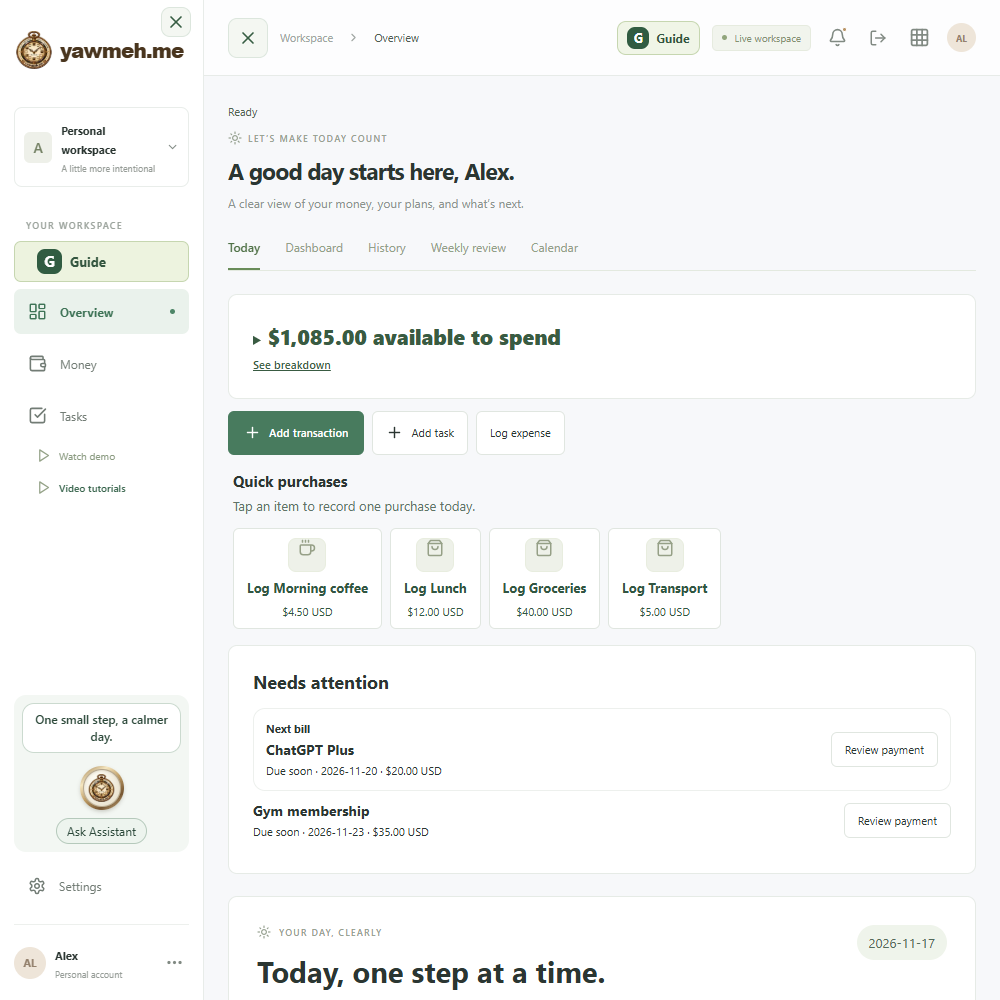 yawmeh.me
A
Personal workspace
A little more intentional
YOUR WORKSPACE
G Guide
Overview
Money
Tasks
Watch demo
Video tutorials
One small step, a calmer
day.
Ask Assistant
Settings
AL
Alex
Personal account
Workspace
Overview
G Guide
Live workspace
AL
Ready
LET'S MAKE TODAY COUNT
A good day starts here, Alex.
A clear view of your money, your plans, and what's next.
Today Dashboard History Weekly review Calendar
$1,085.00 available to spend
See breakdown
Add transaction
Add task
Log expense
Quick purchases
Tap an item to record one purchase today.
Log Morning coffee
$4.50 USD
Log Lunch
$12.00 USD
Log Groceries
$40.00 USD
Log Transport
$5.00 USD
Needs attention
Next bill
ChatGPT Plus
Due soon · 2026-11-20 · $20.00 USD
Review payment
Gym membership
Due soon · 2026-11-23 · $35.00 USD
Review payment
YOUR DAY, CLEARLY
2026-11-17
Today, one step at a time.